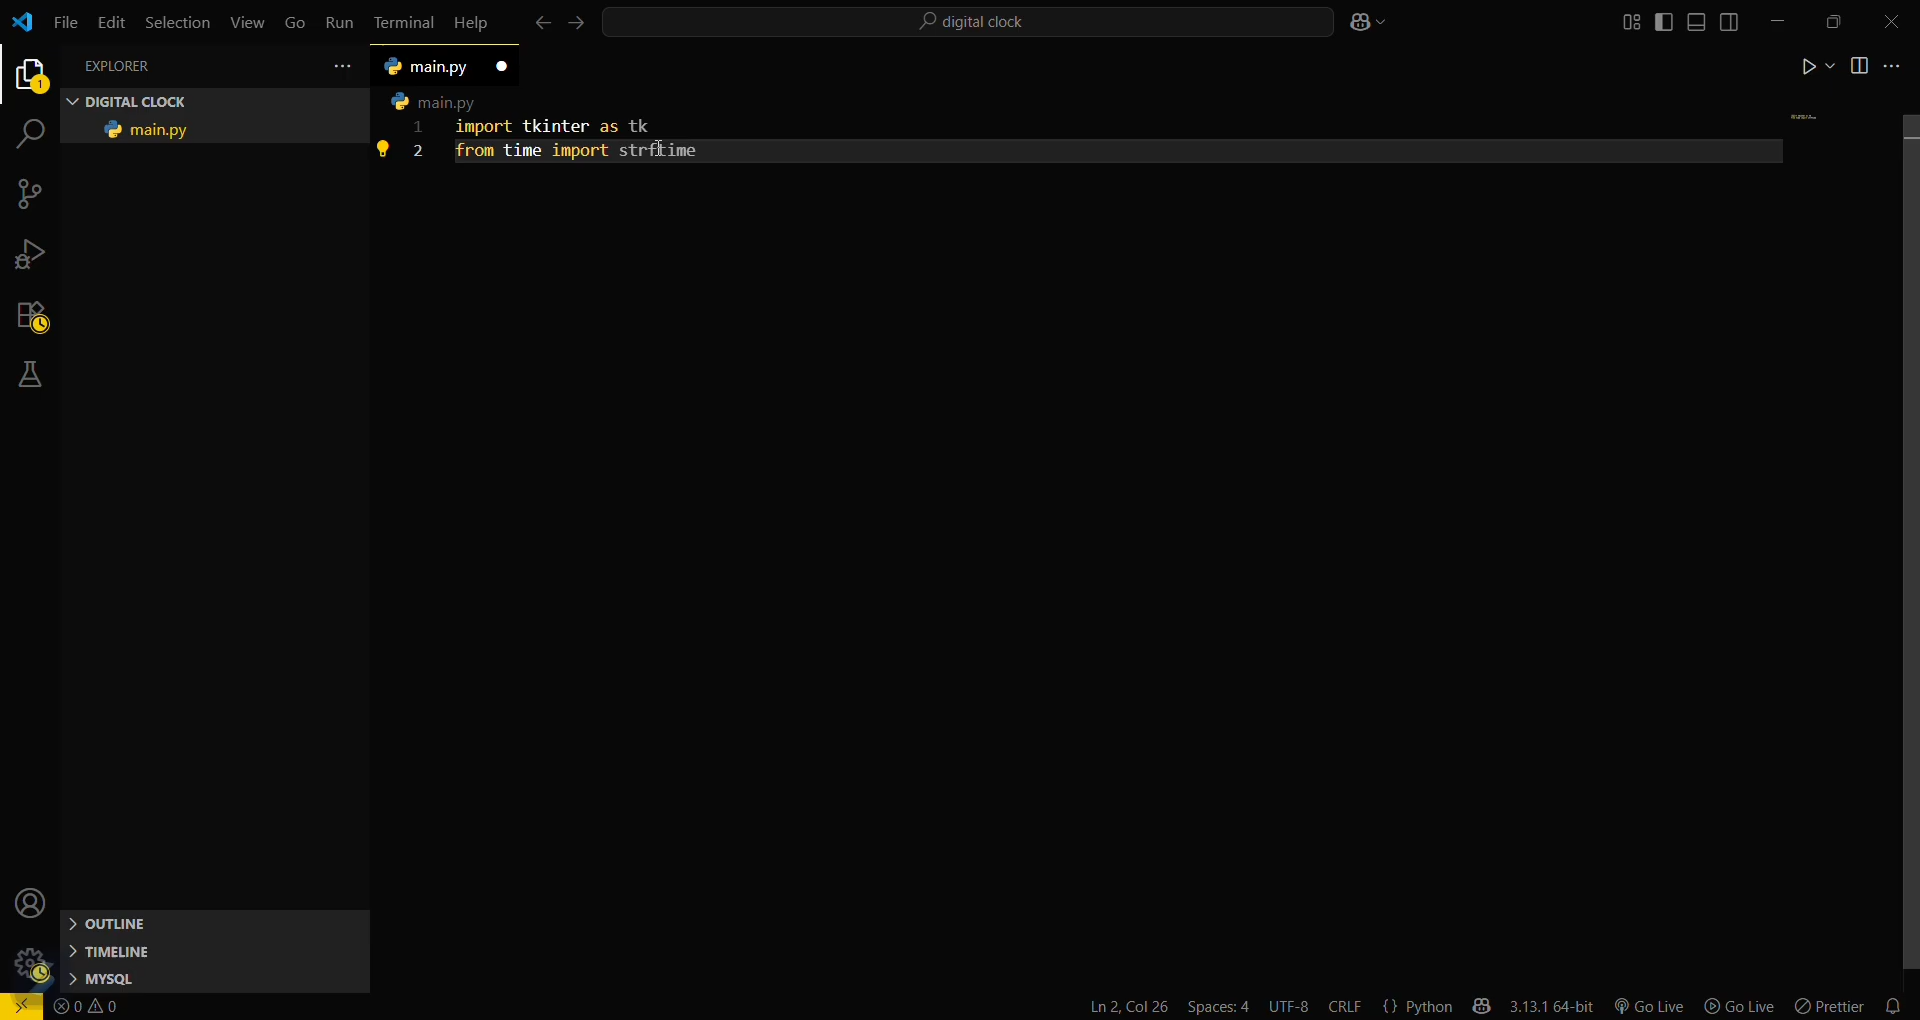 File Edit Selection View Go Run Terminal Help
digital clock
EXPLORER
main.py
1
DIGITAL CLOCK
main.py
main.py
1 import tkinter as tk
2 from time import strftime
OUTLINE
TIMELINE
MYSQL
0 0
Ln 2, Col 26 Spaces: 4 UTF-8 CRLF {} Python 3.13.1 64-bit Go Live Go Live Prettier